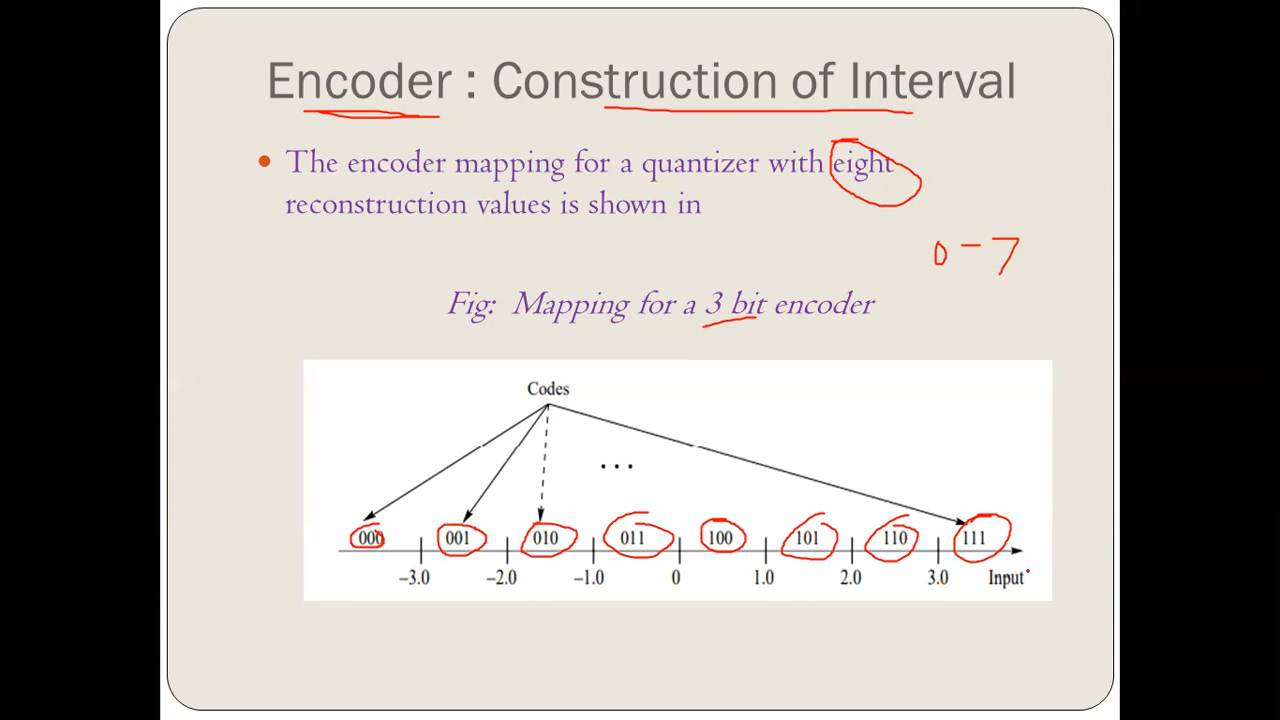 Encoder : Construction of Interval
• The encoder mapping for a quantizer with eight
reconstruction values is shown in
0 - 7
Fig: Mapping for a 3 bit encoder
Codes
...
000 001 010 011 100 101 110 111
–3.0 –2.0 –1.0 0 1.0 2.0 3.0 Input